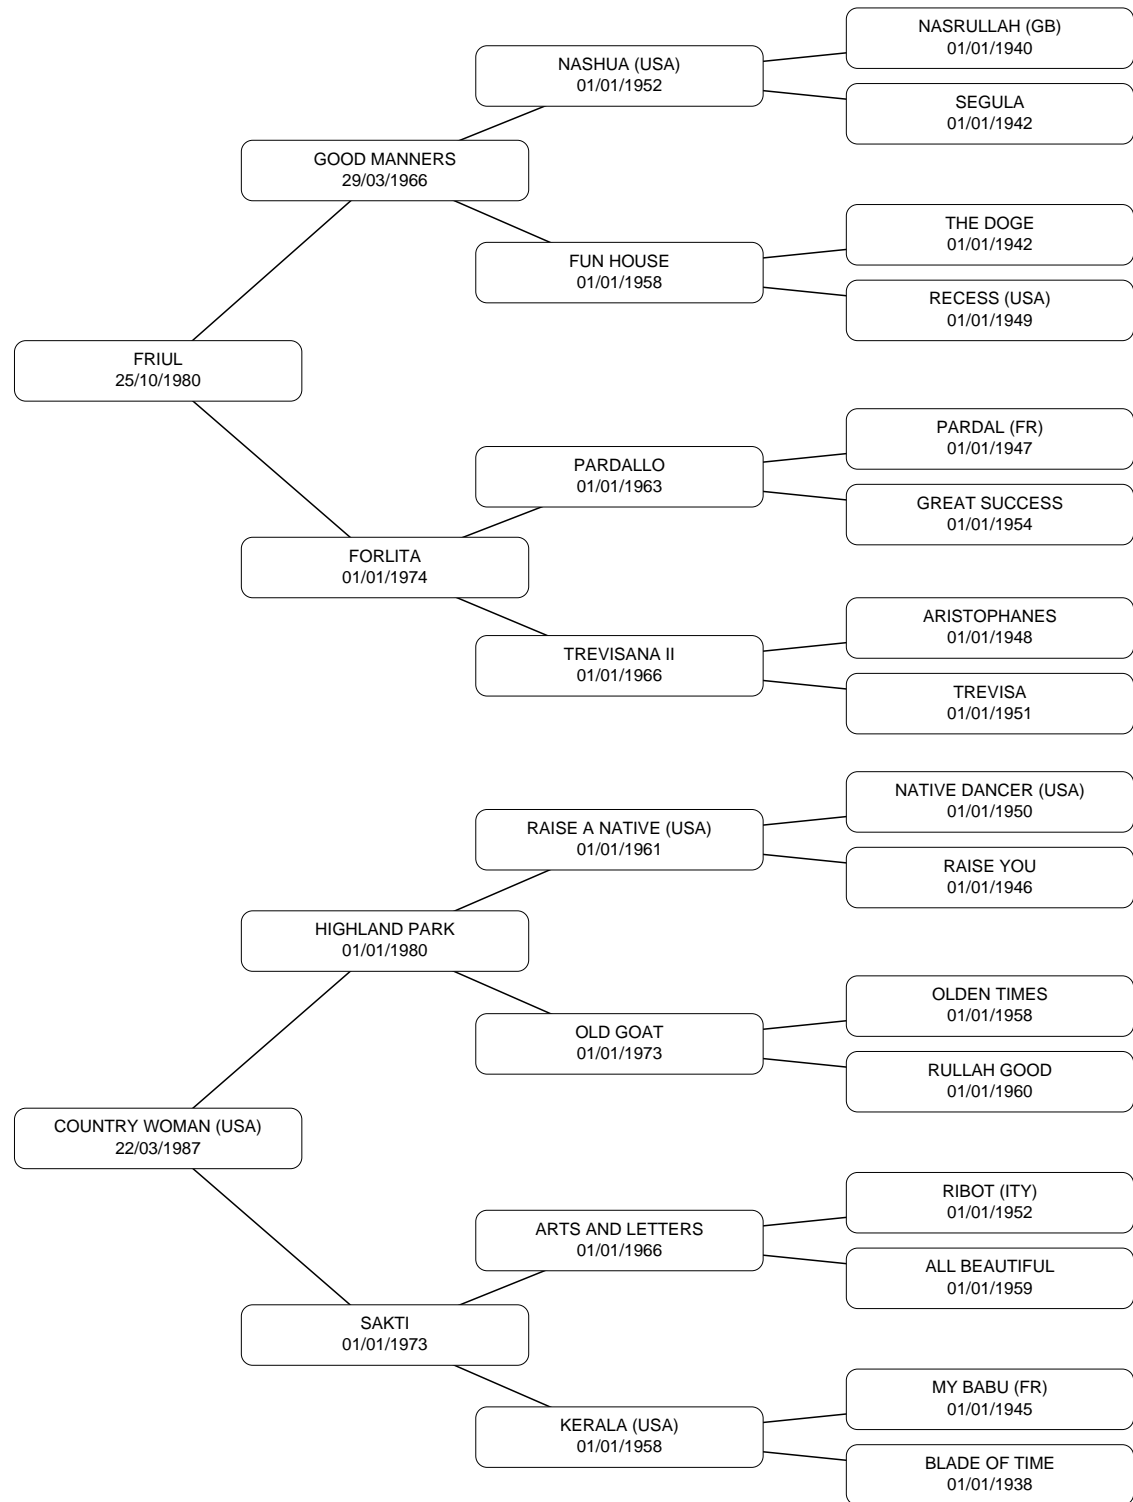 NASRULLAH (GB)
01/01/1940
NASHUA (USA)
01/01/1952
SEGULA
01/01/1942
GOOD MANNERS
29/03/1966
THE DOGE
01/01/1942
FUN HOUSE
01/01/1958
RECESS (USA)
01/01/1949
FRIUL
25/10/1980
PARDAL (FR)
01/01/1947
PARDALLO
01/01/1963
GREAT SUCCESS
01/01/1954
FORLITA
01/01/1974
ARISTOPHANES
01/01/1948
TREVISANA II
01/01/1966
TREVISA
01/01/1951
NATIVE DANCER (USA)
01/01/1950
RAISE A NATIVE (USA)
01/01/1961
RAISE YOU
01/01/1946
HIGHLAND PARK
01/01/1980
OLDEN TIMES
01/01/1958
OLD GOAT
01/01/1973
RULLAH GOOD
01/01/1960
COUNTRY WOMAN (USA)
22/03/1987
RIBOT (ITY)
01/01/1952
ARTS AND LETTERS
01/01/1966
ALL BEAUTIFUL
01/01/1959
SAKTI
01/01/1973
MY BABU (FR)
01/01/1945
KERALA (USA)
01/01/1958
BLADE OF TIME
01/01/1938